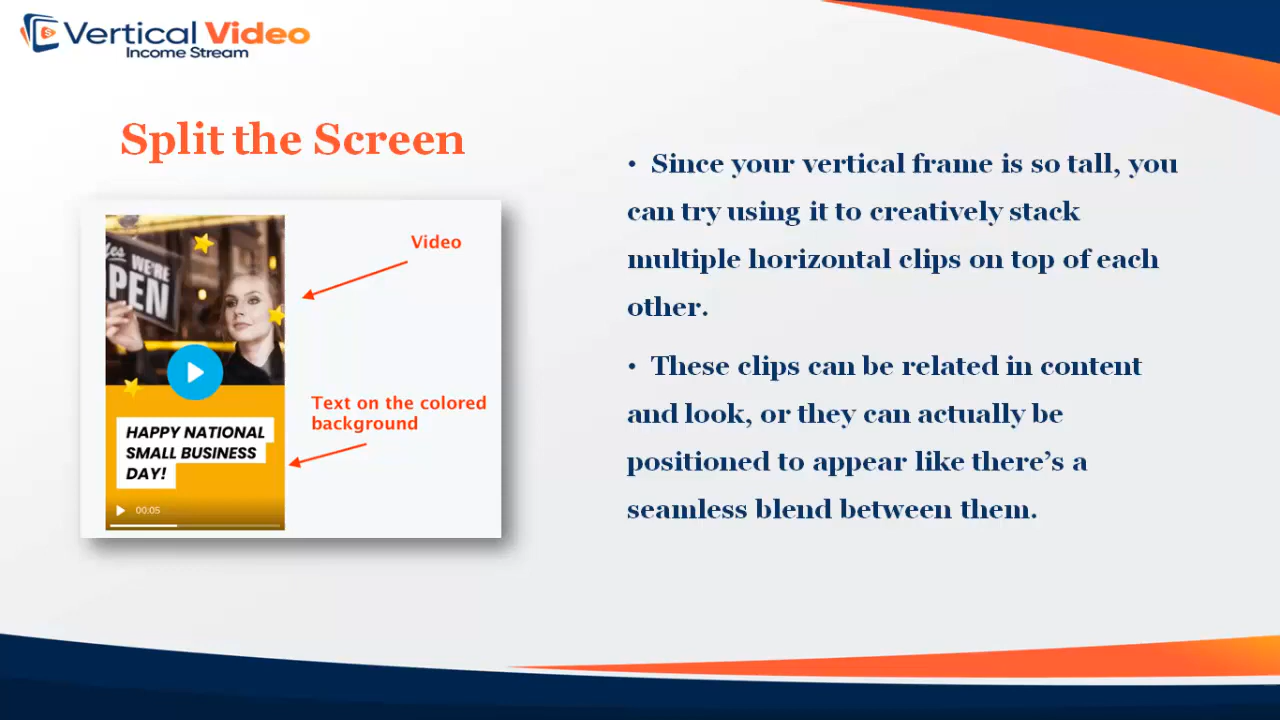 Vertical Video
Income Stream
Split the Screen
Yes
WE'RE
OPEN
Video
Text on the colored
background
HAPPY NATIONAL
SMALL BUSINESS
DAY!
00:05
• Since your vertical frame is so tall, you
can try using it to creatively stack
multiple horizontal clips on top of each
other.
• These clips can be related in content
and look, or they can actually be
positioned to appear like there’s a
seamless blend between them.